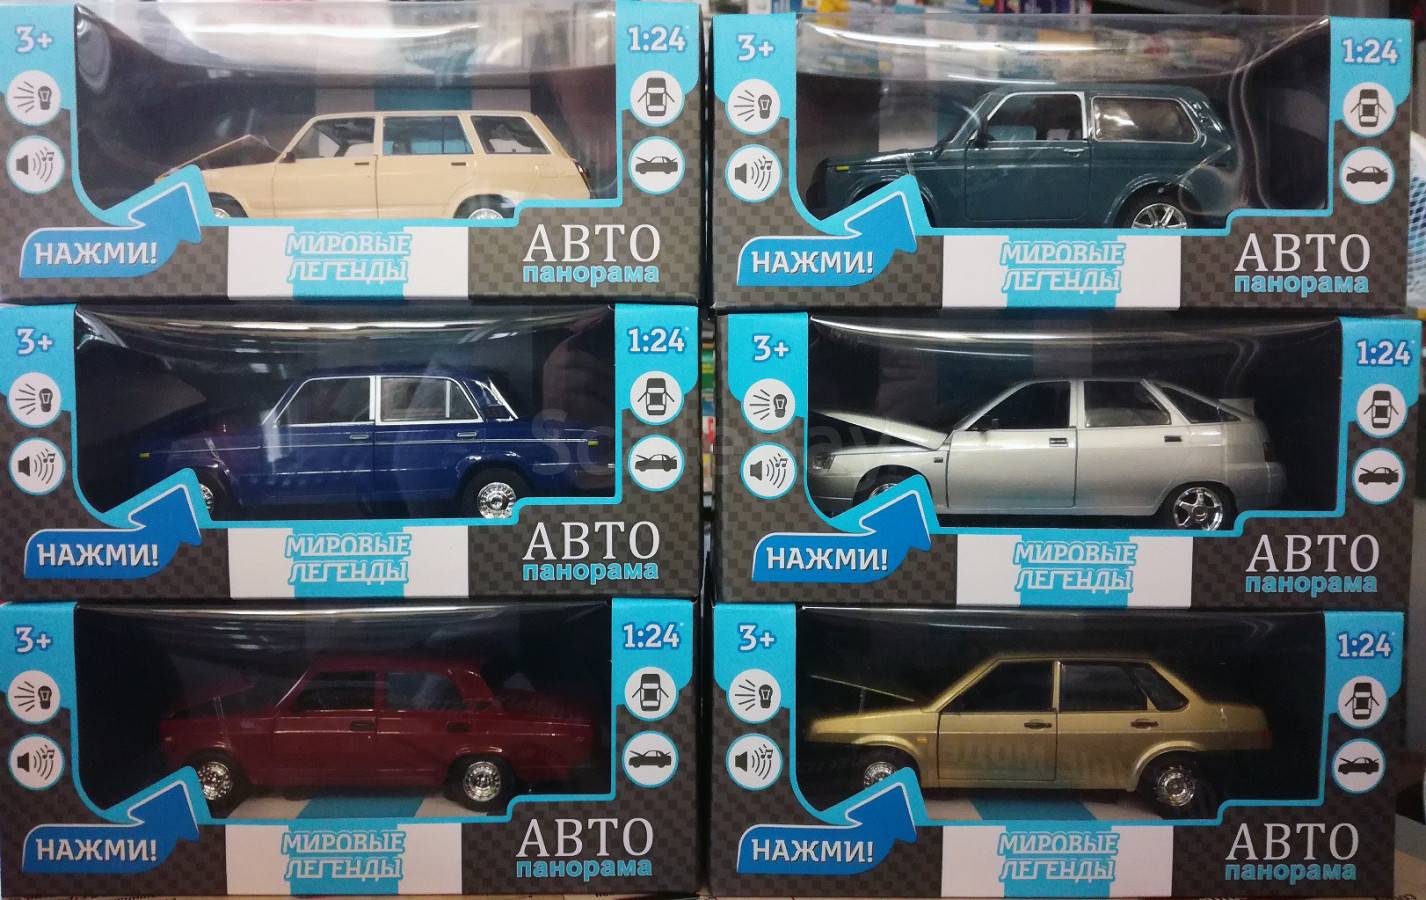 3+
1:24
НАЖМИ!
МИРОВЫЕ
ЛЕГЕНДЫ
АВТО
панорама
3+
1:24
НАЖМИ!
МИРОВЫЕ
ЛЕГЕНДЫ
АВТО
панорама
3+
1:24
НАЖМИ!
МИРОВЫЕ
ЛЕГЕНДЫ
АВТО
панорама
3+
1:24
НАЖМИ!
МИРОВЫЕ
ЛЕГЕНДЫ
АВТО
панорама
3+
1:24
НАЖМИ!
МИРОВЫЕ
ЛЕГЕНДЫ
АВТО
панорама
3+
1:24
НАЖМИ!
МИРОВЫЕ
ЛЕГЕНДЫ
АВТО
панорама